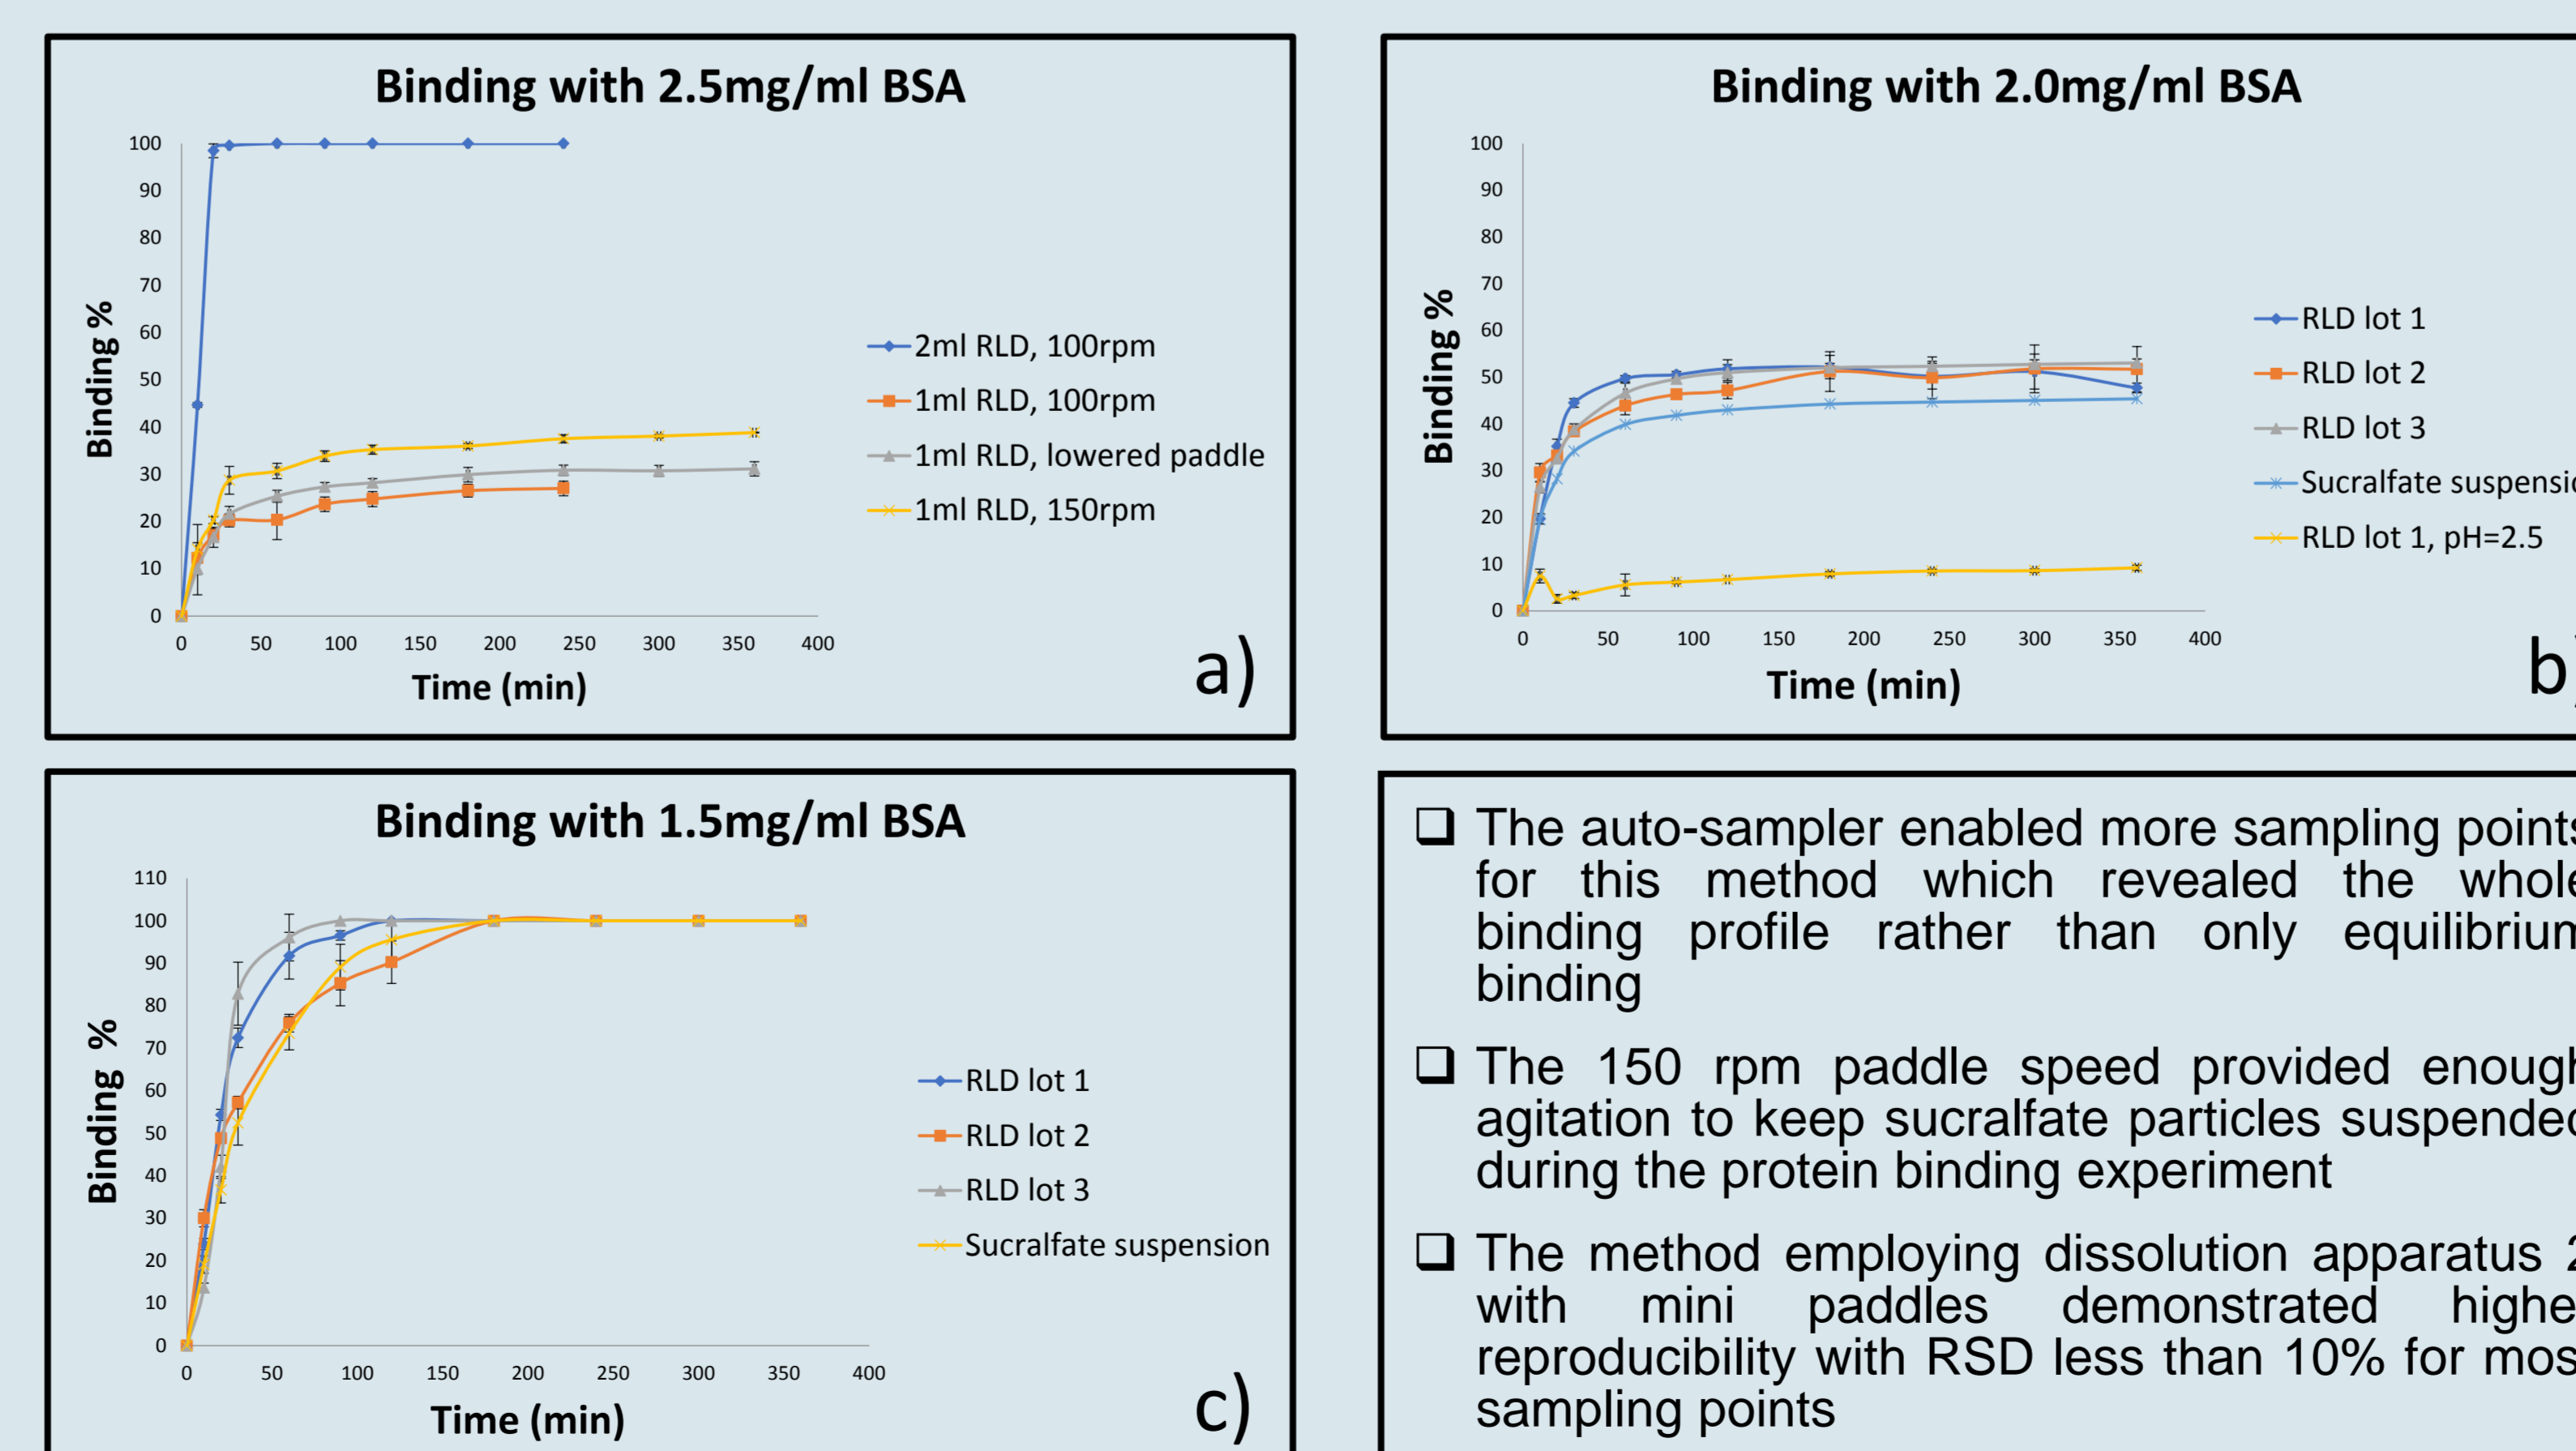 Binding with 2.5mg/ml BSA
100
90
80
70
60
50
40
30
20
10
0
Binding %
0 50 100 150 200 250 300 350 400
Time (min)
2ml RLD, 100rpm
1ml RLD, 100rpm
1ml RLD, lowered paddle
1ml RLD, 150rpm
a)
Binding with 2.0mg/ml BSA
100
90
80
70
60
50
40
30
20
10
0
Binding %
0 50 100 150 200 250 300 350 400
Time (min)
RLD lot 1
RLD lot 2
RLD lot 3
Sucralfate suspensio
RLD lot 1, pH=2.5
b)
Binding with 1.5mg/ml BSA
110
100
90
80
70
60
50
40
30
20
10
0
Binding %
0 50 100 150 200 250 300 350 400
Time (min)
RLD lot 1
RLD lot 2
RLD lot 3
Sucralfate suspension
c)
❑ The auto-sampler enabled more sampling points
for this method which revealed the whole
binding profile rather than only equilibrium
binding
❑ The 150 rpm paddle speed provided enough
agitation to keep sucralfate particles suspended
during the protein binding experiment
❑ The method employing dissolution apparatus 2
with mini paddles demonstrated highe
reproducibility with RSD less than 10% for mos
sampling points